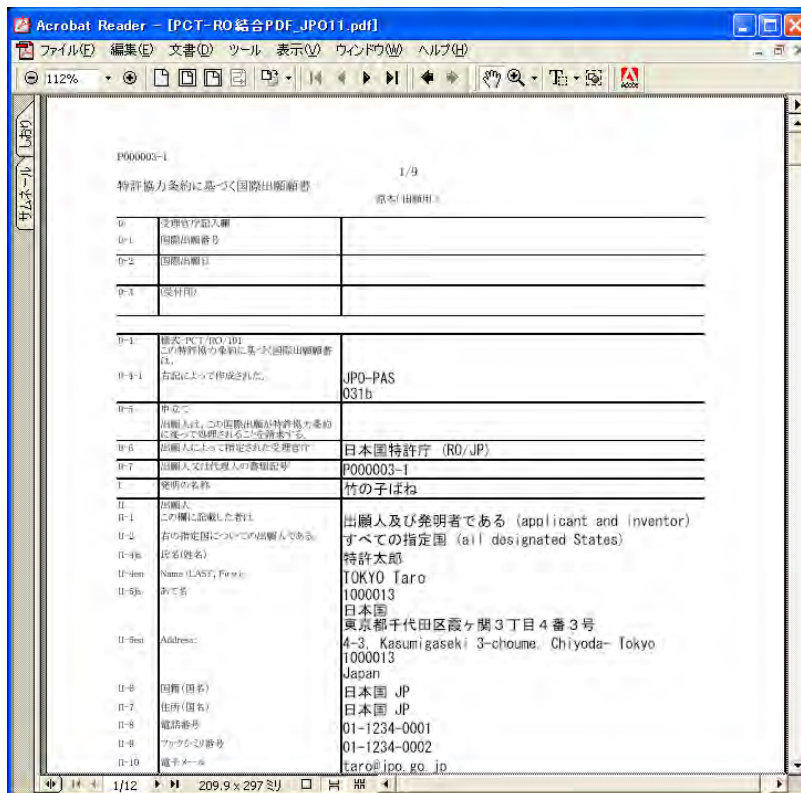 Acrobat Reader - [PCT-RO結合PDF_JPO11.pdf]
ファイル(F) 編集(E) 文書(D) ツール 表示(V) ウィンドウ(W) ヘルプ(H)
112%
しおり
サムネール
P000003-1
1/9
特許協力条約に基づく国際出願願書
原本(出願用)
0 受理官庁記入欄
0-1 国際出願番号
0-2 国際出願日
0-3 (受付印)
0-4 様式-PCT/RO/101
この特許協力条約に基づく国際出願願書
は、
0-4-1 右記によって作成された。 JPO-PAS
031b
0-5 申立て
出願人は、この国際出願が特許協力条約
に従って処理されることを請求する。
0-6 出願人によって指定された受理官庁 日本国特許庁 (RO/JP)
0-7 出願人又は代理人の書類記号 P000003-1
I 発明の名称 竹の子ばね
II 出願人
II-1 この欄に記載した者は 出願人及び発明者である (applicant and inventor)
II-2 右の指定国についての出願人である。 すべての指定国 (all designated States)
II-4ja 氏名(姓名) 特許太郎
II-4en Name (LAST, First): TOKYO Taro
II-5ja あて名 1000013
日本国
東京都千代田区霞ヶ関3丁目4番3号
II-5en Address: 4-3, Kasumigaseki 3-choume, Chiyoda- Tokyo
1000013
Japan
II-6 国籍(国名) 日本国 JP
II-7 住所(国名) 日本国 JP
II-8 電話番号 01-1234-0001
II-9 ファクシミリ番号 01-1234-0002
II-10 電子メール taro@jpo.go.jp
1/12 209.9 x 297 ミリ